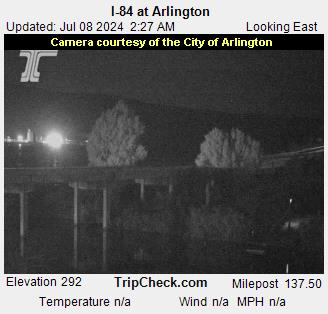 I-84 at Arlington
Updated: Jul 08 2024 2:27 AM Looking East
Camera courtesy of the City of Arlington
Elevation 292 TripCheck.com Milepost 137.50
Temperature n/a Wind n/a MPH n/a